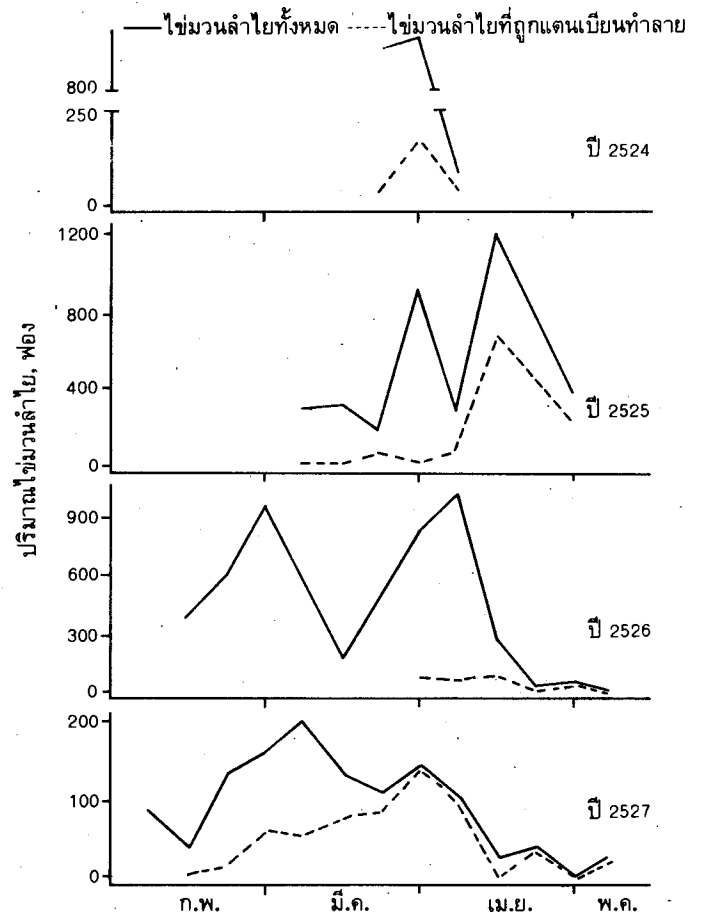 ไข่มวนลำไยทั้งหมด ไข่มวนลำไยที่ถูกแตนเบียนทำลาย
800
250
0
ปี 2524
1200
800
400
0
ปี 2525
ปริมาณไข่มวนลำไย, ฟอง
900
600
300
0
ปี 2526
200
100
0
ปี 2527
ก.พ. มี.ค. เม.ย. พ.ค.